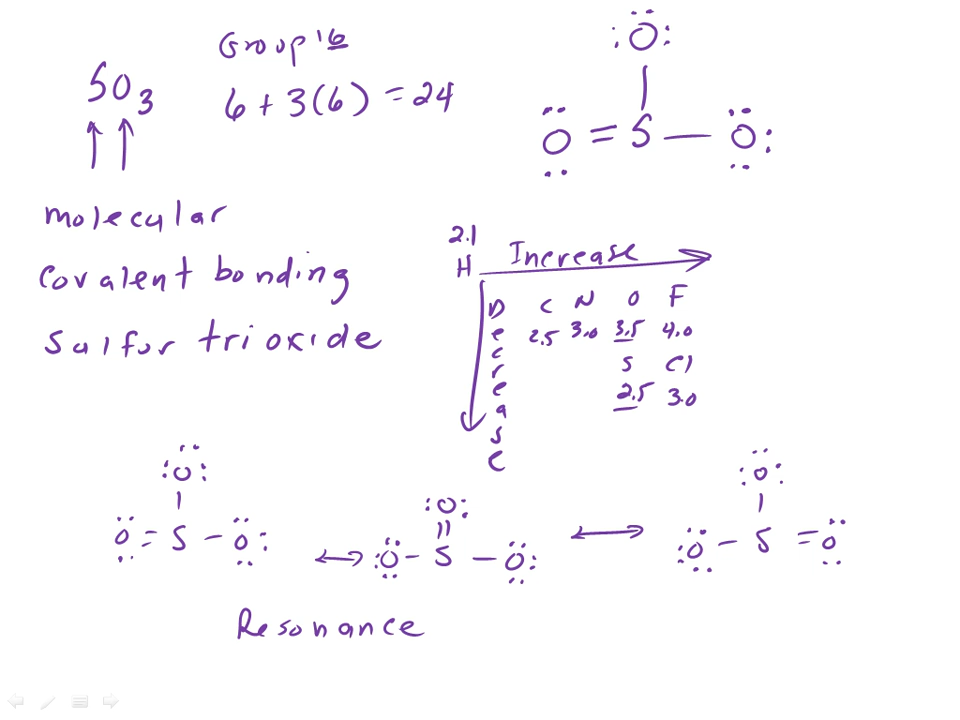 Group 16
SO3
6 + 3(6) = 24
:Ö:
|
Ö = S — Ö:
molecular
covalent bonding
sulfur trioxide
2.1
H Increase
Decrease
C N O F
2.5 3.0 3.5 4.0
S Cl
2.5 3.0
:Ö: :O: :Ö:
| || |
Ö = S – Ö: ↔ :Ö – S – Ö: ↔ :Ö – S = Ö
Resonance